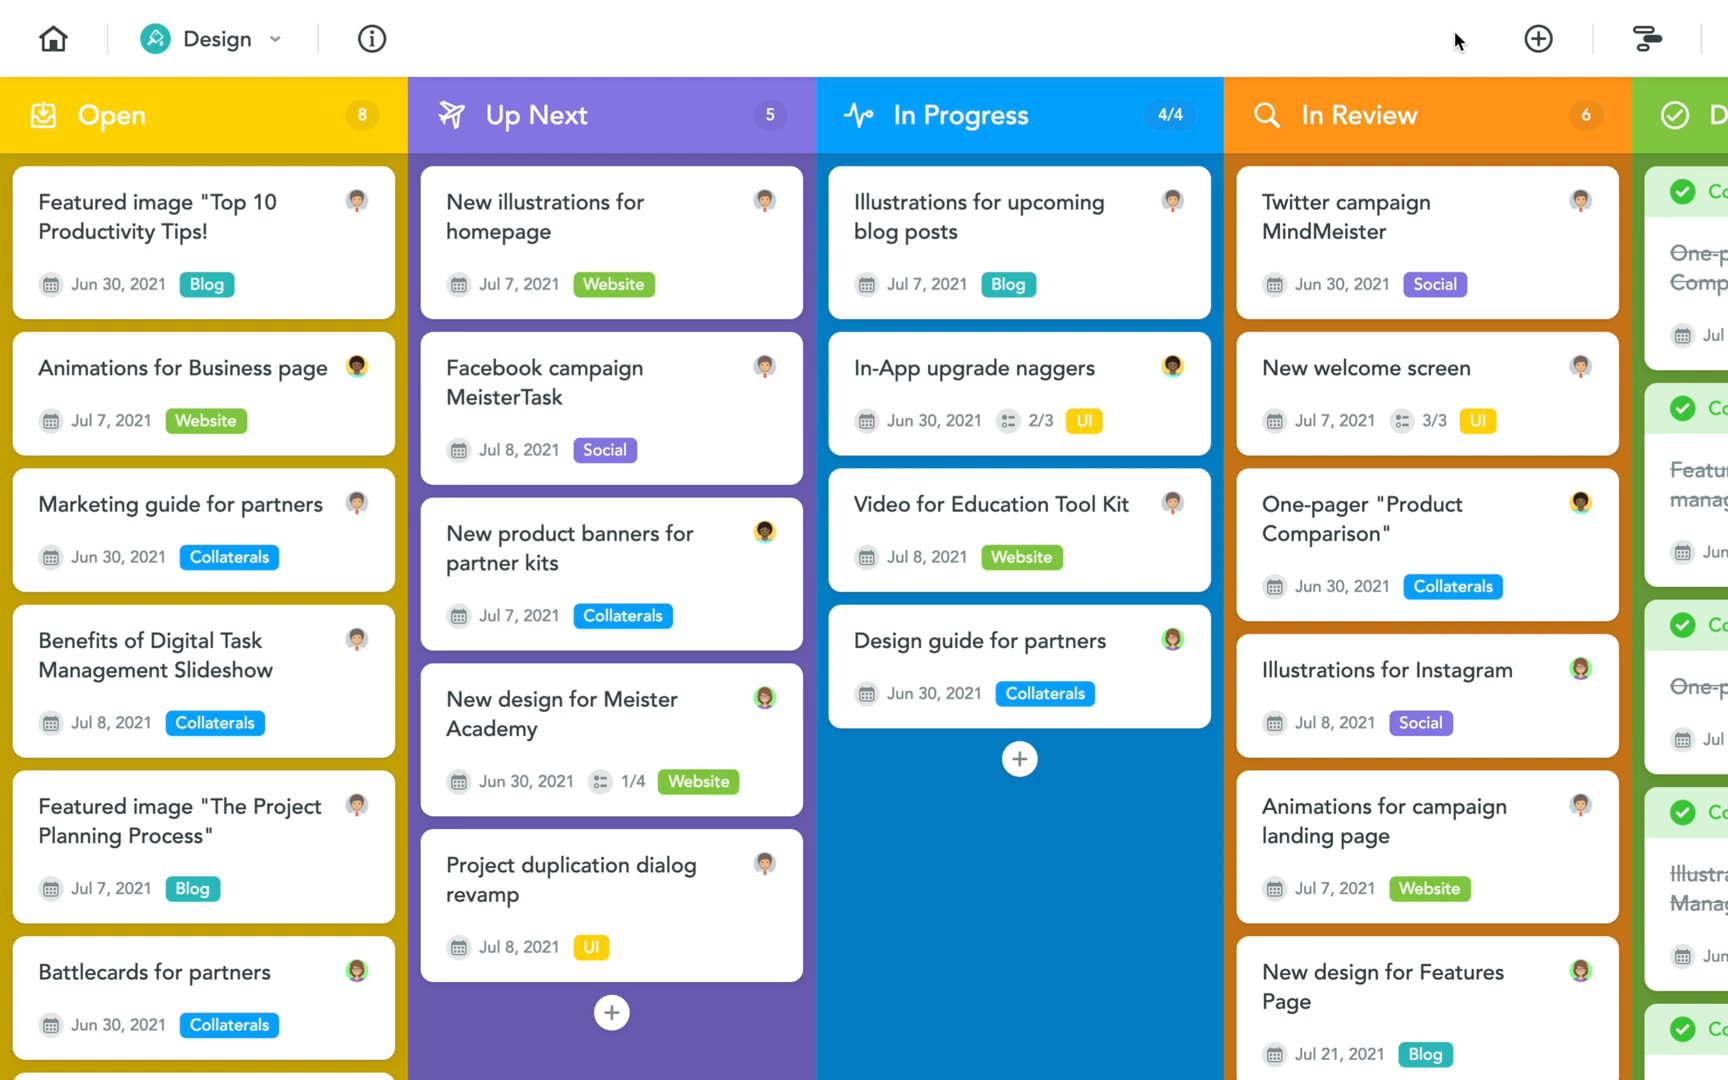 Design
Open 8
Featured image "Top 10
Productivity Tips!
Jun 30, 2021 Blog
Animations for Business page
Jul 7, 2021 Website
Marketing guide for partners
Jun 30, 2021 Collaterals
Benefits of Digital Task
Management Slideshow
Jul 8, 2021 Collaterals
Featured image "The Project
Planning Process"
Jul 7, 2021 Blog
Battlecards for partners
Jun 30, 2021 Collaterals
Up Next 5
New illustrations for
homepage
Jul 7, 2021 Website
Facebook campaign
MeisterTask
Jul 8, 2021 Social
New product banners for
partner kits
Jul 7, 2021 Collaterals
New design for Meister
Academy
Jun 30, 2021 1/4 Website
Project duplication dialog
revamp
Jul 8, 2021 UI
In Progress 4/4
Illustrations for upcoming
blog posts
Jul 7, 2021 Blog
In-App upgrade naggers
Jun 30, 2021 2/3 UI
Video for Education Tool Kit
Jul 8, 2021 Website
Design guide for partners
Jun 30, 2021 Collaterals
In Review 6
Twitter campaign
MindMeister
Jun 30, 2021 Social
New welcome screen
Jul 7, 2021 3/3 UI
One-pager "Product
Comparison"
Jun 30, 2021 Collaterals
Illustrations for Instagram
Jul 8, 2021 Social
Animations for campaign
landing page
Jul 7, 2021 Website
New design for Features
Page
Jul 21, 2021 Blog
Jul
Jun
Jul
Jun